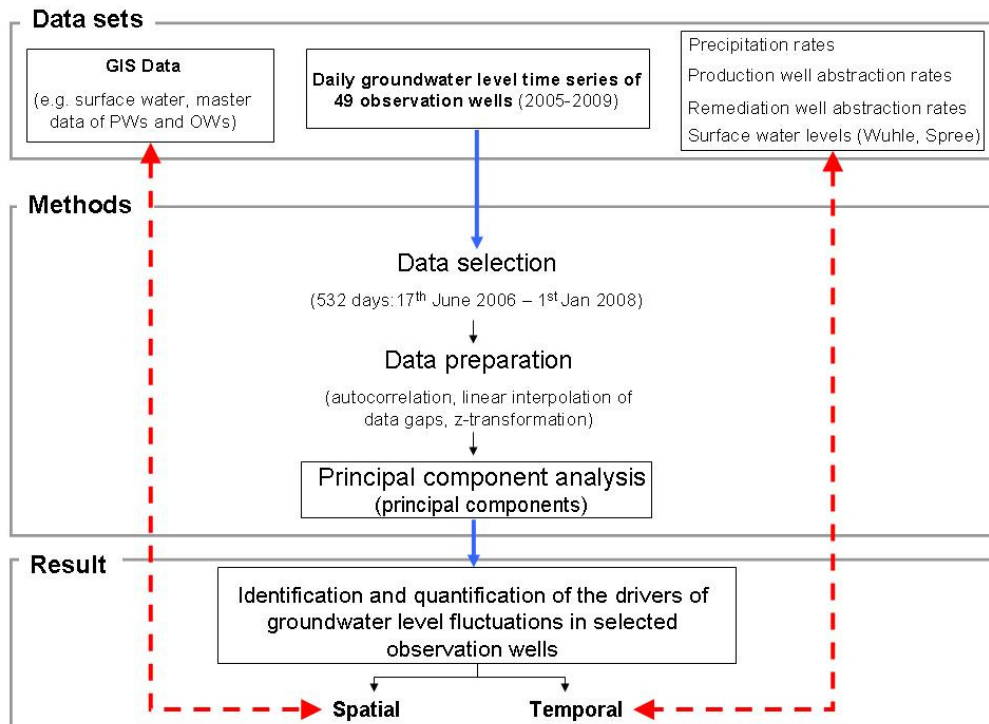 Data sets
GIS Data
(e.g. surface water, master
data of PWs and OWs)
Daily groundwater level time series of
49 observation wells (2005-2009)
Precipitation rates
Production well abstraction rates
Remediation well abstraction rates
Surface water levels (Wuhle, Spree)
Methods
Data selection
(532 days: 17th June 2006 – 1st Jan 2008)
Data preparation
(autocorrelation, linear interpolation of
data gaps, z-transformation)
Principal component analysis
(principal components)
Result
Identification and quantification of the drivers of
groundwater level fluctuations in selected
observation wells
Spatial
Temporal